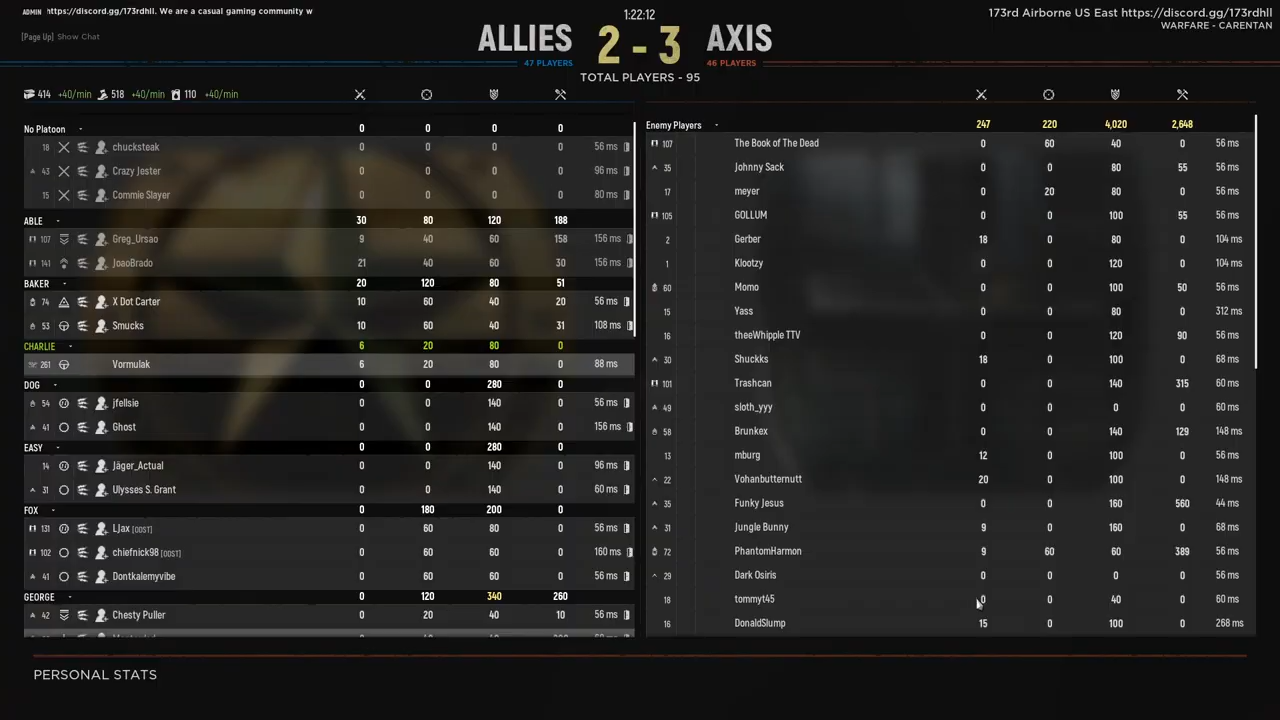 ADMIN https://discord.gg/173rdhll. We are a casual gaming community w
[Page Up] Show Chat
1:22:12
ALLIES 2 - 3 AXIS
47 PLAYERS
46 PLAYERS
TOTAL PLAYERS - 95
173rd Airborne US East https://discord.gg/173rdhll
WARFARE - CARENTAN
414 +40/min 518 +40/min 110 +40/min
No Platoon 0 0 0 0
18 chucksteak 0 0 0 0 56 ms
43 Crazy Jester 0 0 0 0 96 ms
15 Commie Slayer 0 0 0 0 80 ms
ABLE 30 80 120 188
107 Greg_Ursao 9 40 60 158 156 ms
141 JoaoBrado 21 40 60 30 156 ms
BAKER 20 120 80 51
74 X Dot Carter 10 60 40 20 56 ms
53 Smucks 10 60 40 31 108 ms
CHARLIE 6 20 80 0
261 Vormulak 6 20 80 0 88 ms
DOG 0 0 280 0
54 jfellsie 0 0 140 0 56 ms
41 Ghost 0 0 140 0 156 ms
EASY 0 0 280 0
14 Jäger_Actual 0 0 140 0 96 ms
31 Ulysses S. Grant 0 0 140 0 60 ms
FOX 0 180 200 0
131 LJax [OOST] 0 60 80 0 56 ms
102 chiefnick98 [OOST] 0 60 60 0 160 ms
41 Dontkalemyvibe 0 60 60 0 56 ms
GEORGE 0 120 340 260
42 Chesty Puller 0 20 40 10 56 ms
Enemy Players 247 220 4,020 2,648
107 The Book of The Dead 0 60 40 0 56 ms
35 Johnny Sack 0 0 80 55 56 ms
17 meyer 0 20 80 0 56 ms
105 GOLLUM 0 0 100 55 56 ms
2 Gerber 18 0 80 0 104 ms
1 Klootzy 0 0 120 0 104 ms
60 Momo 0 0 100 50 56 ms
15 Yass 0 0 80 0 312 ms
16 theeWhipple TTV 0 0 120 90 56 ms
30 Shuckks 18 0 100 0 68 ms
101 Trashcan 0 0 140 315 60 ms
49 sloth_yyy 0 0 0 0 60 ms
58 Brunkex 0 0 140 129 148 ms
13 mburg 12 0 100 0 56 ms
22 Vohanbutternutt 20 0 100 0 148 ms
35 Funky Jesus 0 0 160 560 44 ms
31 Jungle Bunny 9 0 160 0 68 ms
72 PhantomHarmon 9 60 60 389 56 ms
29 Dark Osiris 0 0 0 0 56 ms
18 tommyt45 0 0 40 0 60 ms
16 DonaldSlump 15 0 100 0 268 ms
PERSONAL STATS